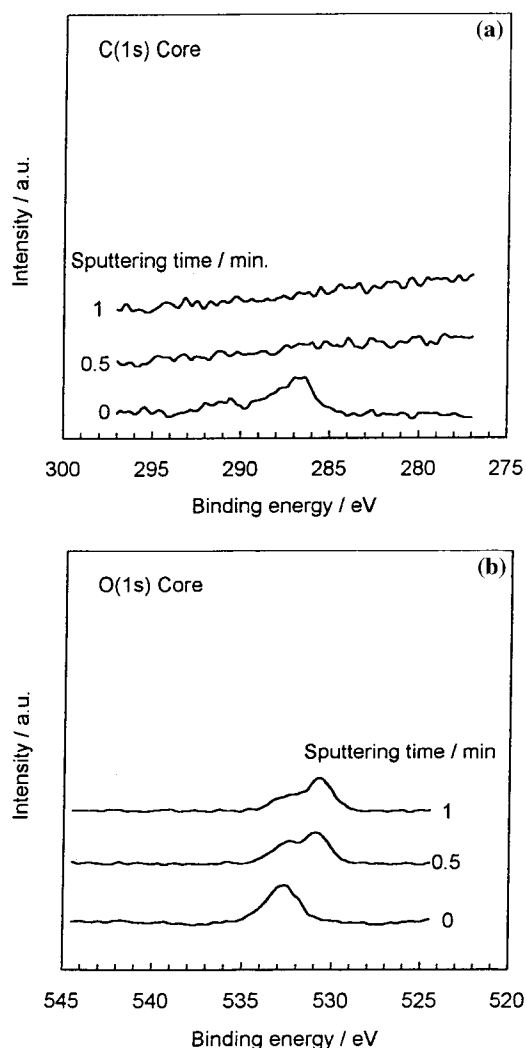 (a)
C(1s) Core
Intensity / a.u.
Sputtering time / min.
1
0.5
0
300 295 290 285 280 275
Binding energy / eV
(b)
O(1s) Core
Intensity / a.u.
Sputtering time / min
1
0.5
0
545 540 535 530 525 520
Binding energy / eV